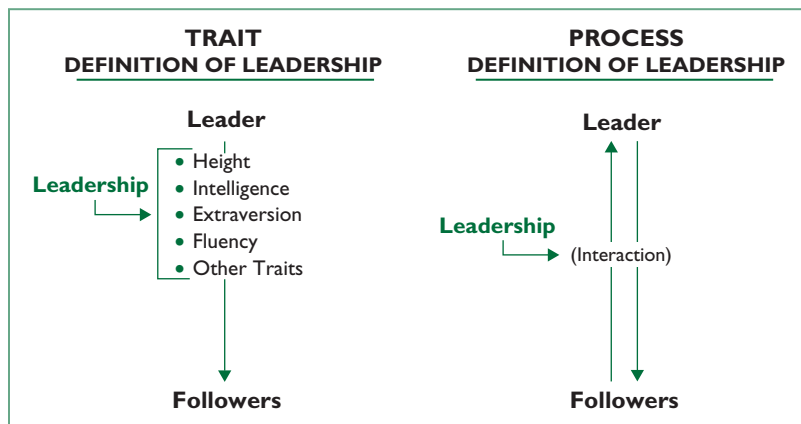 TRAIT
DEFINITION OF LEADERSHIP
Leader
Leadership
• Height
• Intelligence
• Extraversion
• Fluency
• Other Traits
Followers
PROCESS
DEFINITION OF LEADERSHIP
Leader
Leadership
(Interaction)
Followers